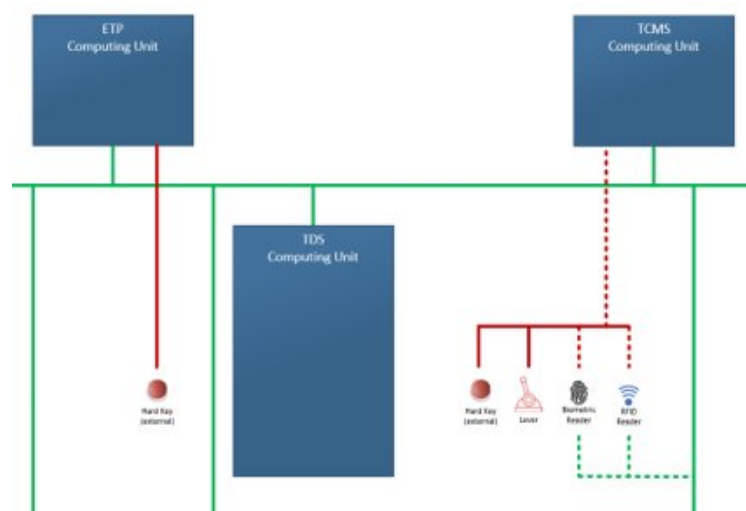 ETP
Computing Unit
TCMS
Computing Unit
TDS
Computing Unit
Hard Key
(external)
Hard Key
(external)
Lever
Biometric
Reader
RFID
Reader